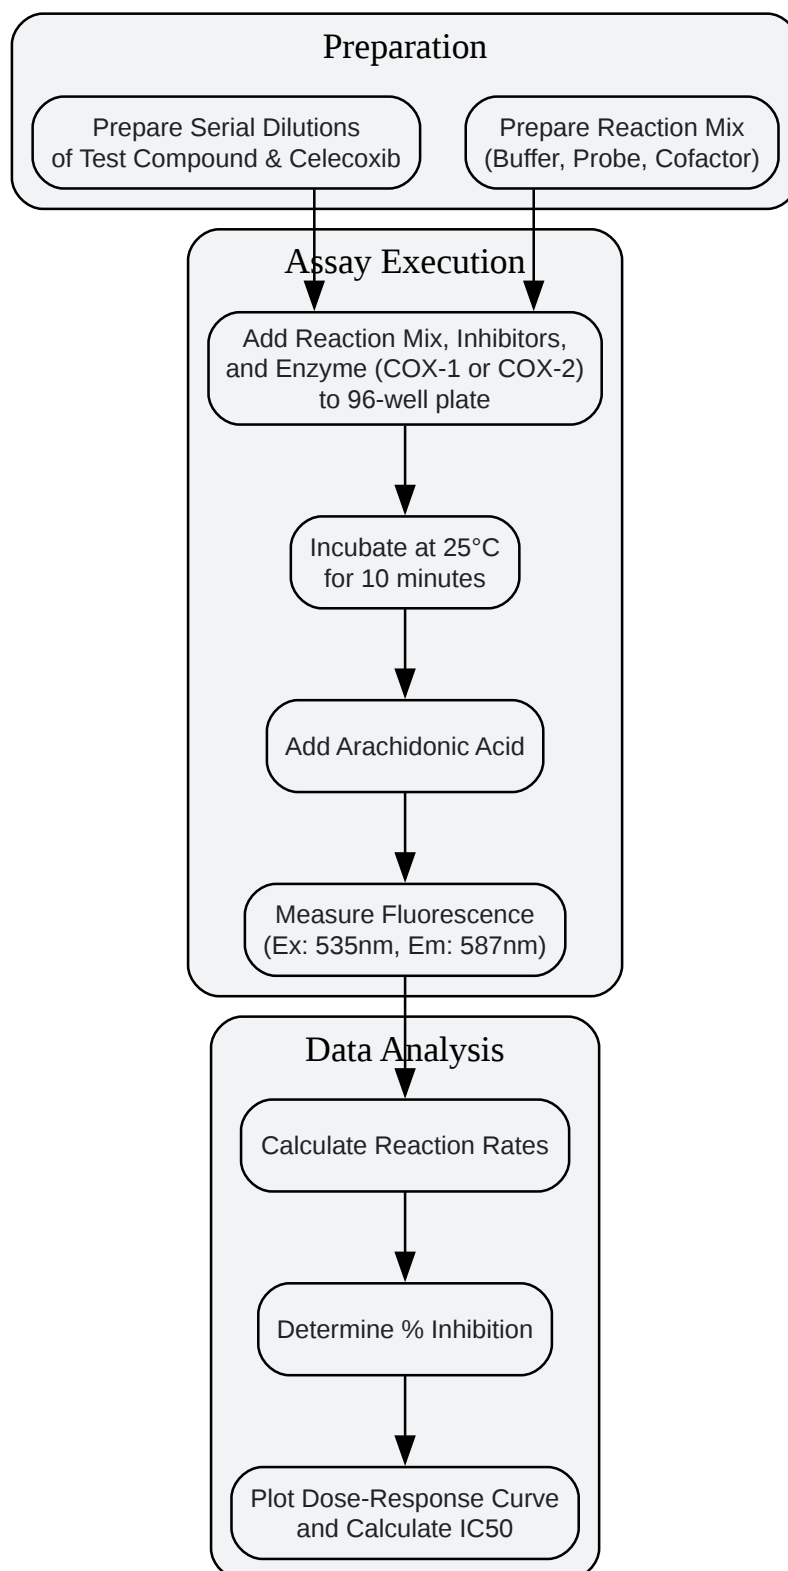 Preparation
Prepare Serial Dilutions
of Test Compound & Celecoxib
Prepare Reaction Mix
(Buffer, Probe, Cofactor)
Assay Execution
Add Reaction Mix, Inhibitors,
and Enzyme (COX-1 or COX-2)
to 96-well plate
Incubate at 25°C
for 10 minutes
Add Arachidonic Acid
Measure Fluorescence
(Ex: 535nm, Em: 587nm)
Data Analysis
Calculate Reaction Rates
Determine % Inhibition
Plot Dose-Response Curve
and Calculate IC50